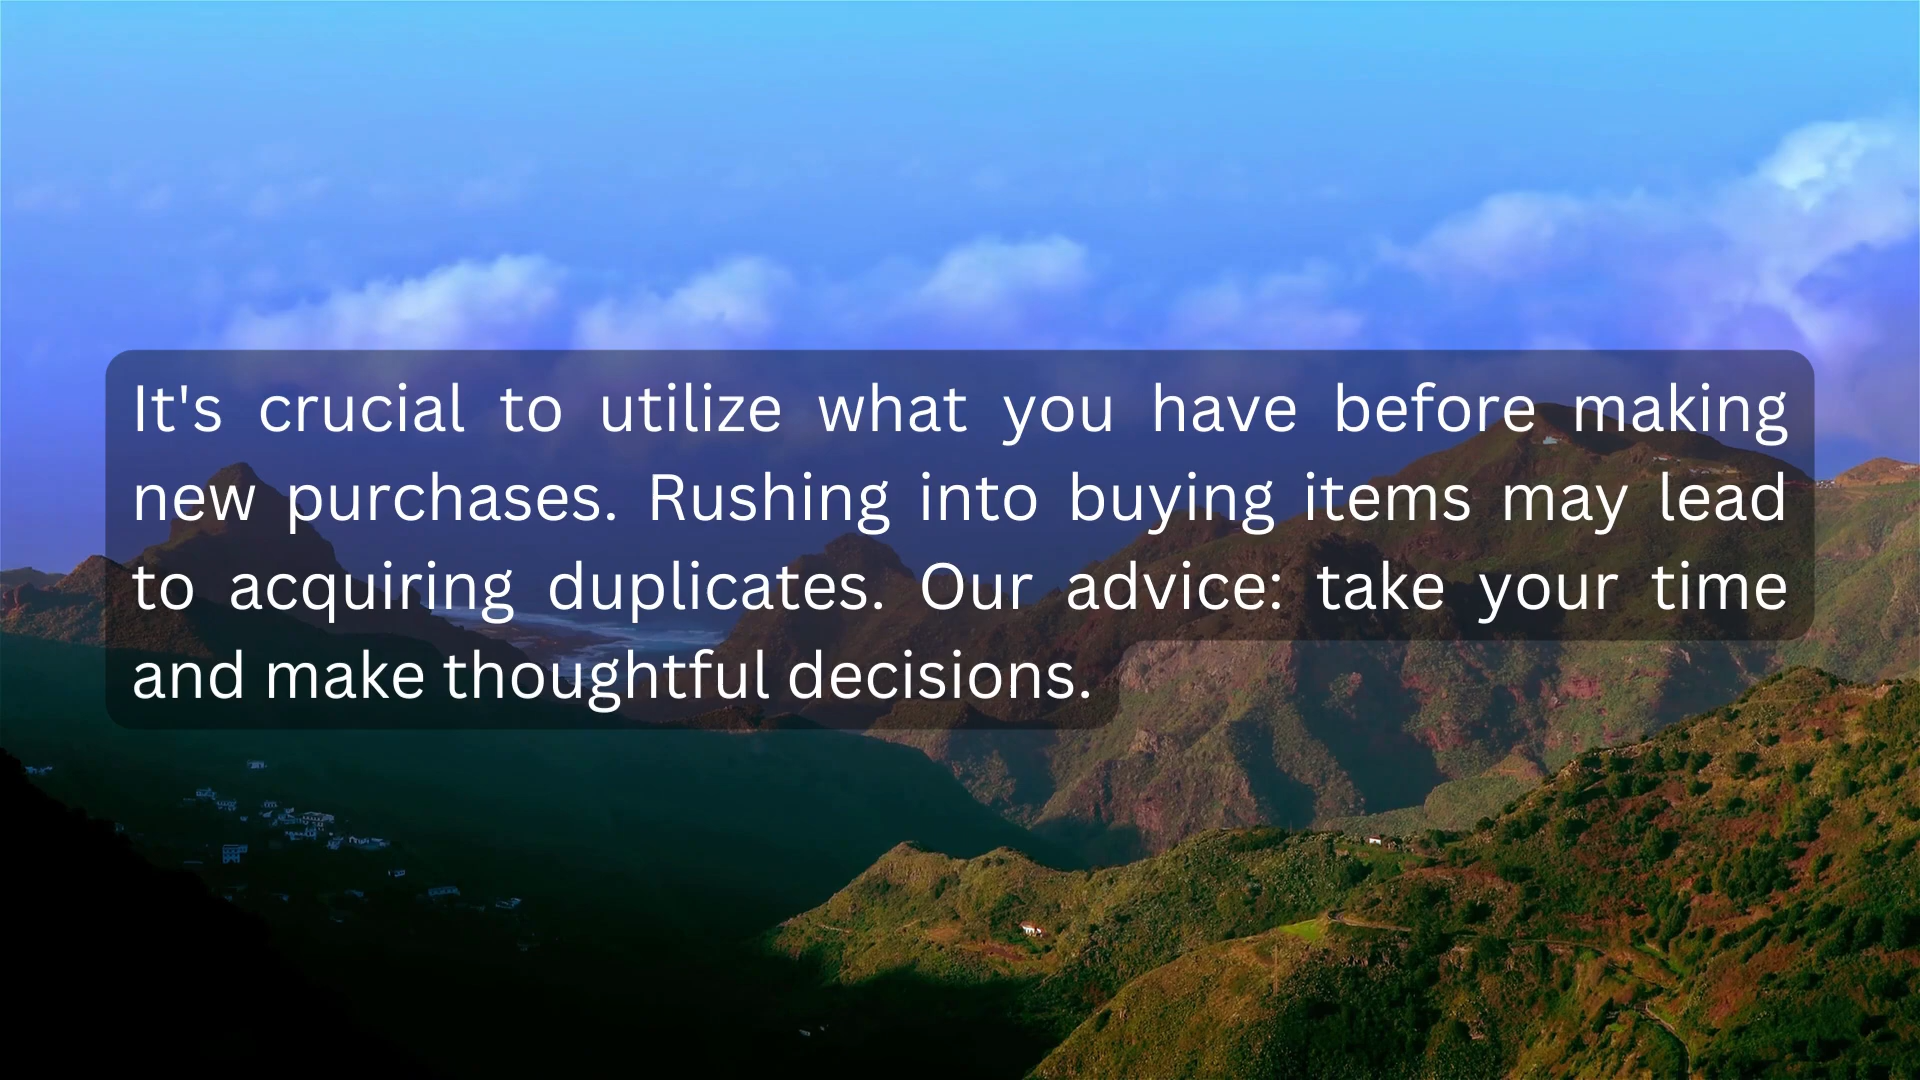 It's crucial to utilize what you have before making
new purchases. Rushing into buying items may lead
to acquiring duplicates. Our advice: take your time
and make thoughtful decisions.